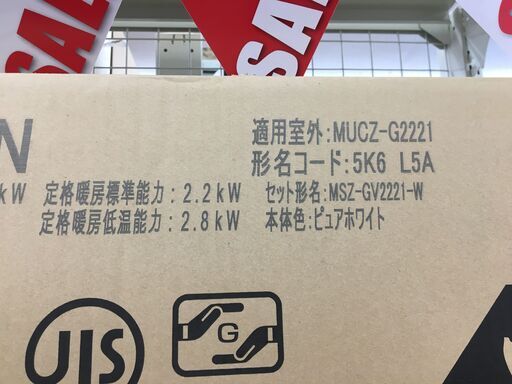 SAL
SAL
SA
N
適用室外:MUCZ-G2221
形名コード:5K6 L5A
kW 定格暖房標準能力:2.2kW セット形名:MSZ-GV2221-W
定格暖房低温能力:2.8kW 本体色:ピュアホワイト
JIS
G